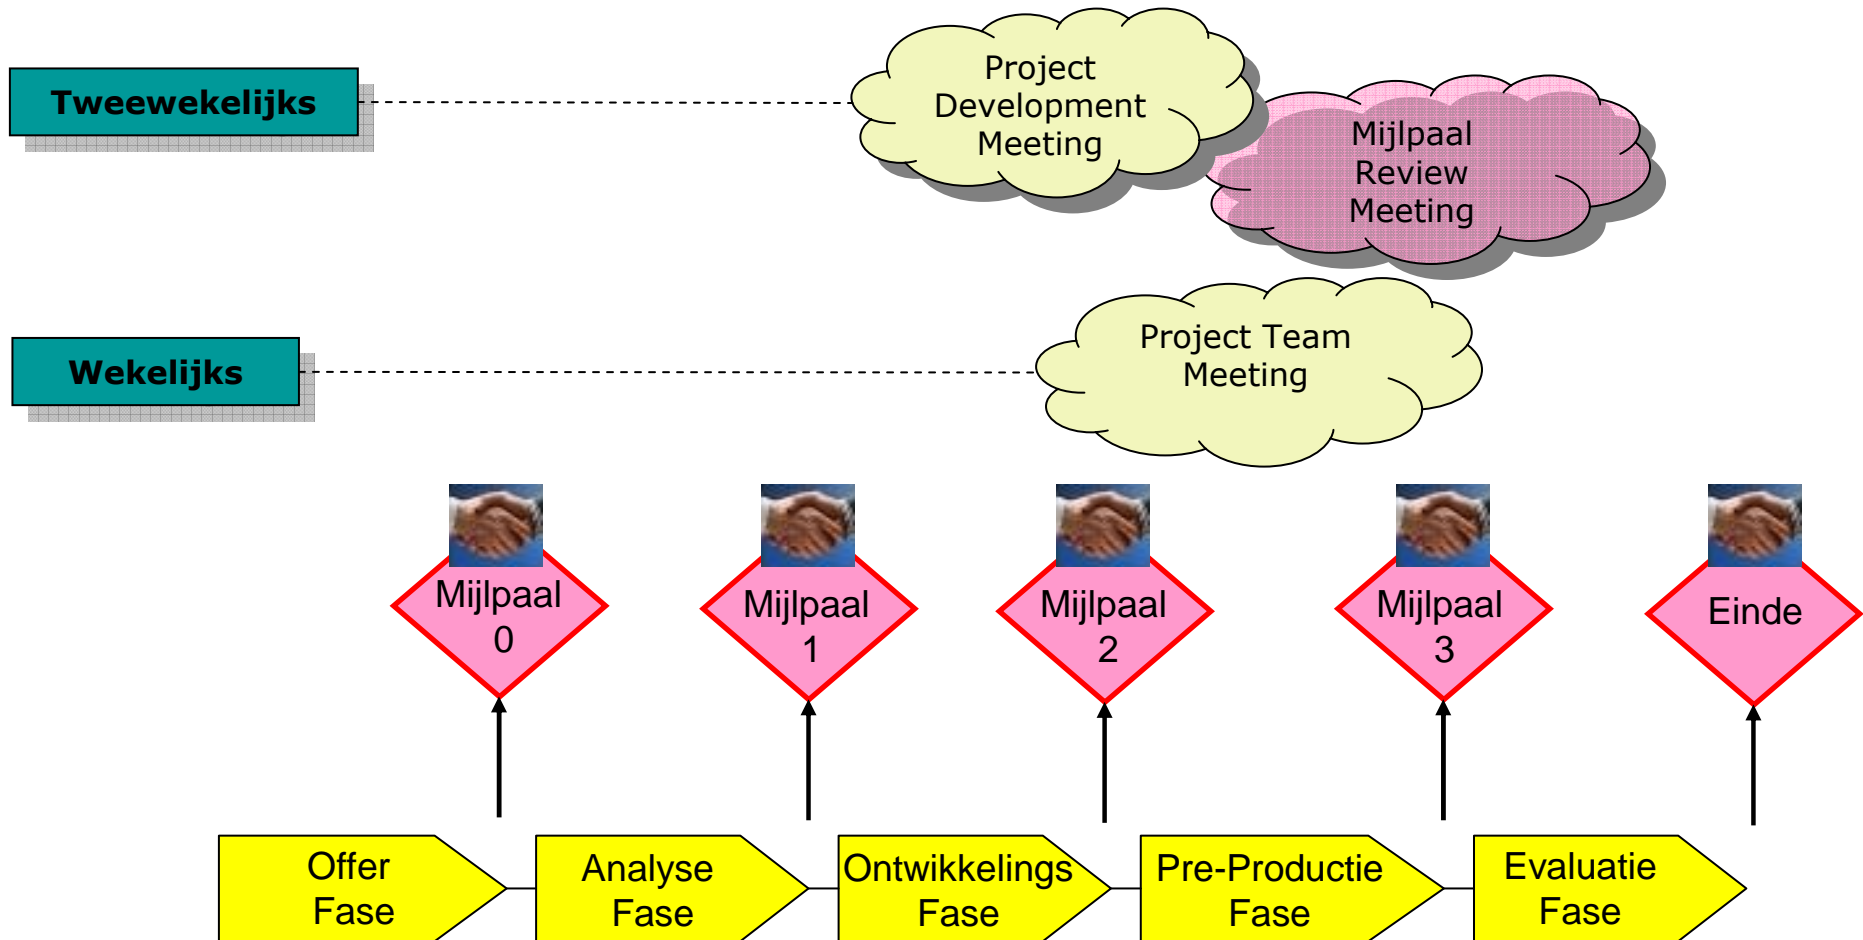 Tweewekelijks
Project
Development
Meeting
Mijlpaal
Review
Meeting
Wekelijks
Project Team
Meeting
Mijlpaal
0
Mijlpaal
1
Mijlpaal
2
Mijlpaal
3
Einde
Offer
Fase
Analyse
Fase
Ontwikkelings
Fase
Pre-Productie
Fase
Evaluatie
Fase